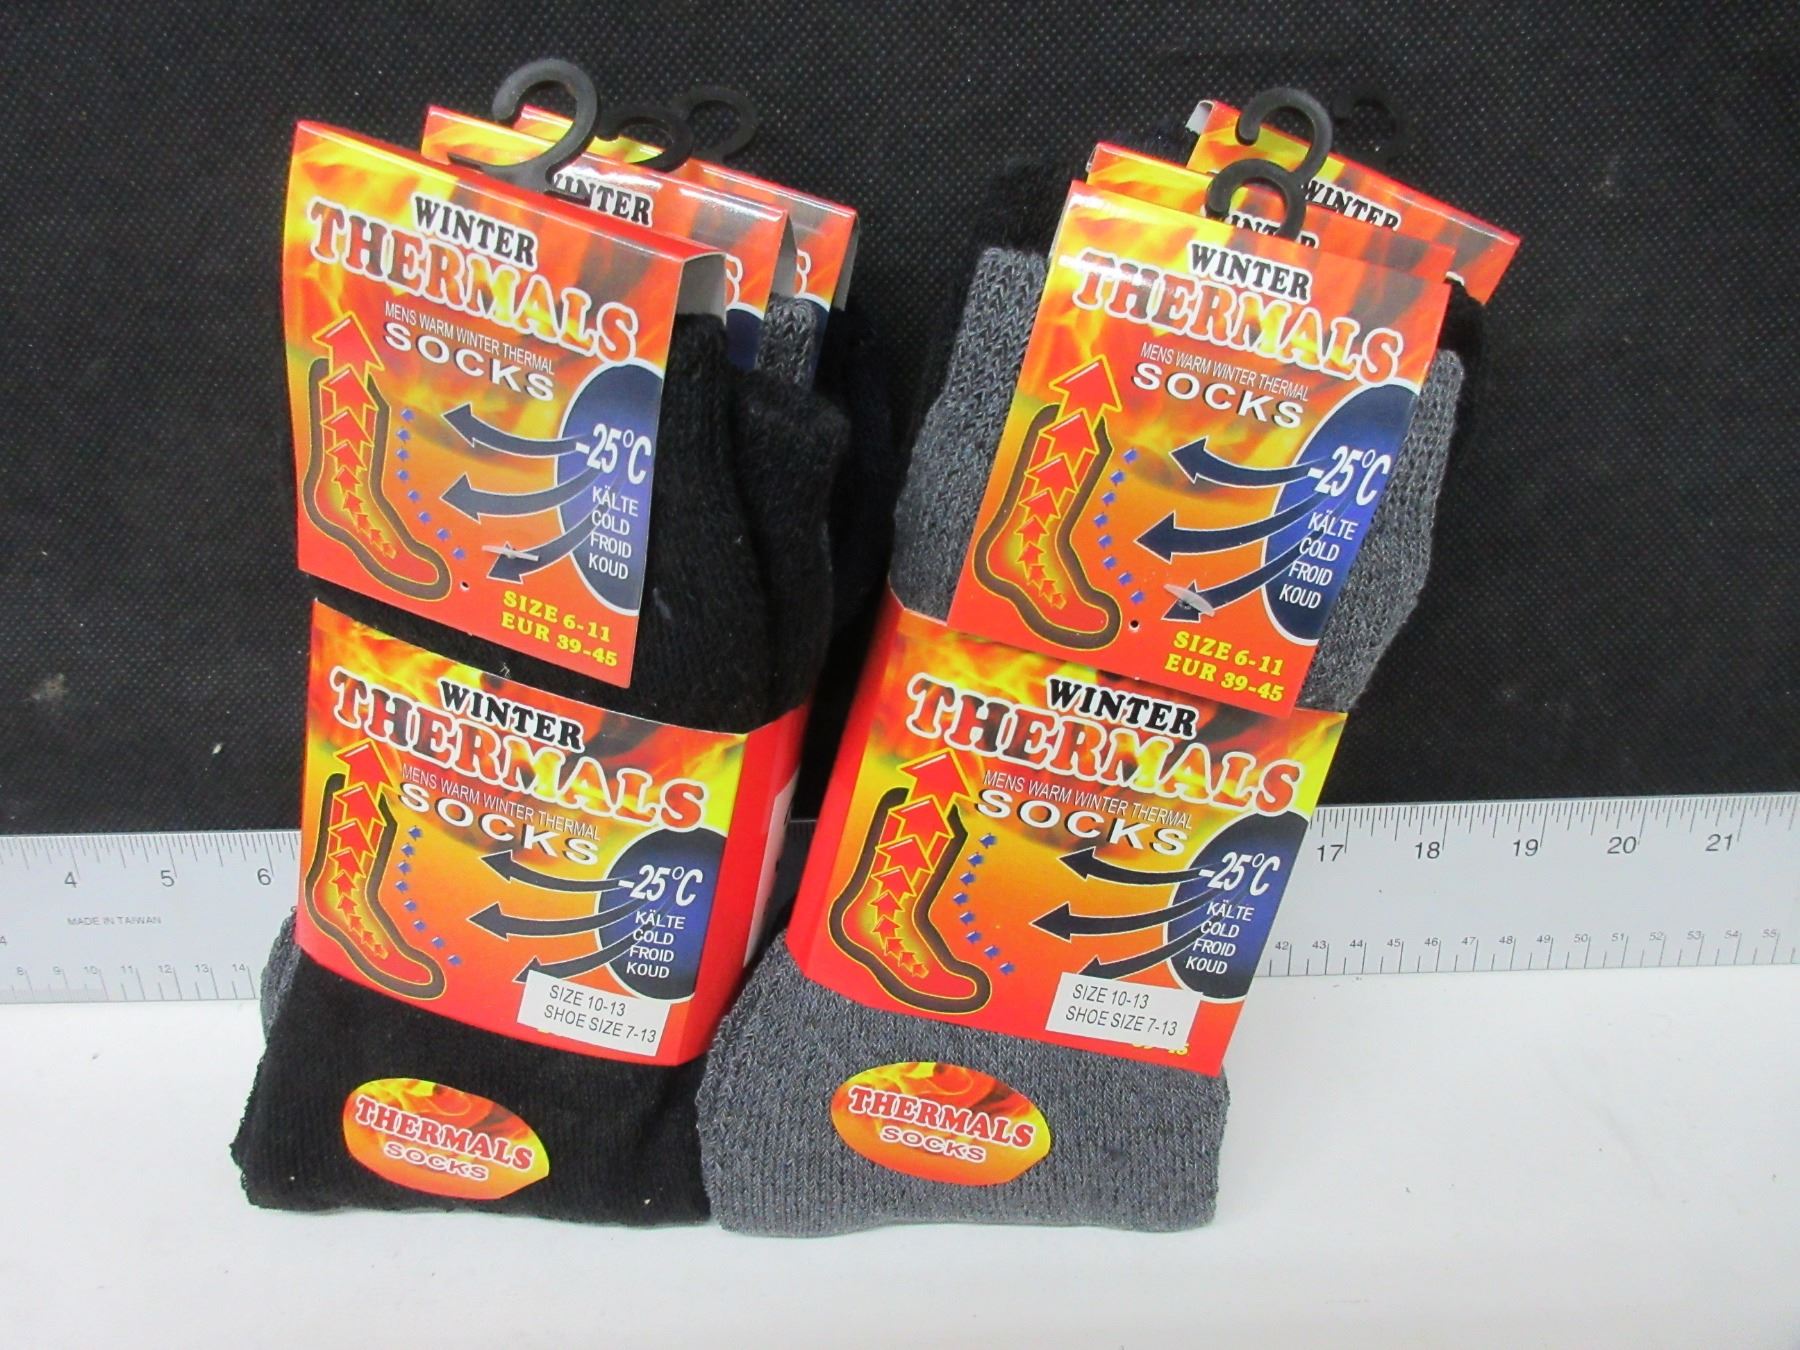 WINTER
THERMALS
MENS WARM WINTER THERMAL
SOCKS
-25°C
KÄLTE
COLD
FROID
KOUD
SIZE 6-11
EUR 39-45
WINTER
WINTER
THERMALS
MENS WARM WINTER THERMAL
SOCKS
-25°C
KÄLTE
COLD
FROID
KOUD
SIZE 10-13
SHOE SIZE 7-13
THERMALS
SOCKS
WINTER
WINTER
WINTER
THERMALS
MENS WARM WINTER THERMAL
SOCKS
-25°C
KÄLTE
COLD
FROID
KOUD
SIZE 6-11
EUR 39-45
WINTER
THERMALS
MENS WARM WINTER THERMAL
SOCKS
-25°C
KÄLTE
COLD
FROID
KOUD
SIZE 10-13
SHOE SIZE 7-13
THERMALS
SOCKS
4 5 6
MADE IN TAIWAN
8 9 10 11 12 13 14
17 18 19 20 21
42 43 44 45 46 47 48 49 50 51 52 53 54 55